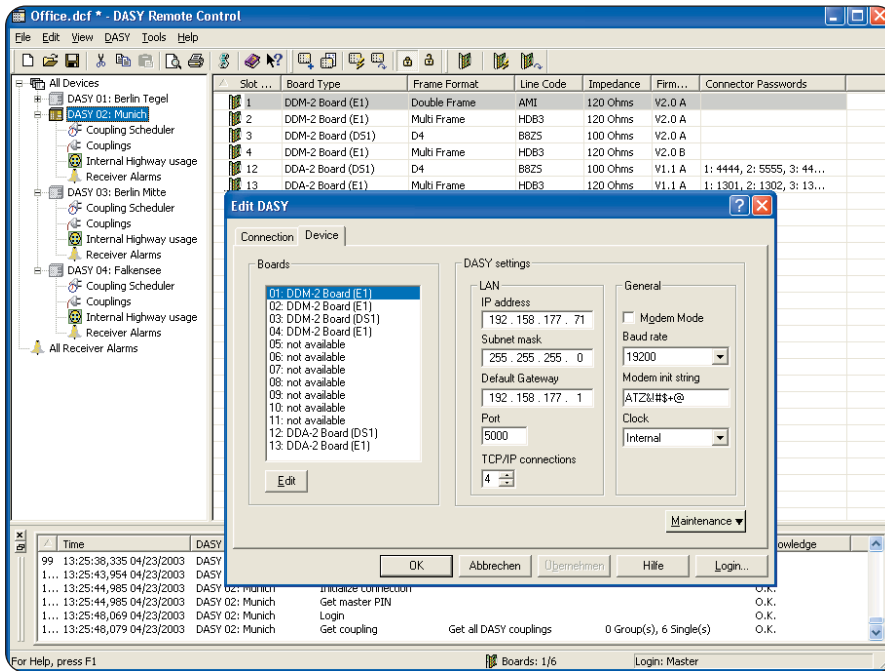 Office.dcf * - DASY Remote Control
File Edit View DASY Tools Help
All Devices
DASY 01: Berlin Tegel
DASY 02: Munich
Coupling Scheduler
Couplings
Internal Highway usage
Receiver Alarms
DASY 03: Berlin Mitte
Coupling Scheduler
Couplings
Internal Highway usage
Receiver Alarms
DASY 04: Falkensee
Coupling Scheduler
Couplings
Internal Highway usage
Receiver Alarms
All Receiver Alarms
Slot ... Board Type Frame Format Line Code Impedance Firm... Connector Passwords
1 DDM-2 Board (E1) Double Frame AMI 120 Ohms V2.0 A
2 DDM-2 Board (E1) Multi Frame HDB3 120 Ohms V2.0 A
3 DDM-2 Board (DS1) D4 B8ZS 100 Ohms V2.0 A
4 DDM-2 Board (E1) Multi Frame HDB3 120 Ohms V2.0 B
12 DDA-2 Board (DS1) D4 B8ZS 100 Ohms V1.1 A 1: 4444, 2: 5555, 3: 44...
13 DDA-2 Board (E1) Multi Frame HDB3 120 Ohms V1.1 A 1: 1301, 2: 1302, 3: 13...
Edit DASY
Connection Device
Boards
01: DDM-2 Board (E1)
02: DDM-2 Board (E1)
03: DDM-2 Board (DS1)
04: DDM-2 Board (E1)
05: not available
06: not available
07: not available
08: not available
09: not available
10: not available
11: not available
12: DDA-2 Board (DS1)
13: DDA-2 Board (E1)
Edit
DASY settings
LAN
IP address
192 . 158 . 177 . 71
Subnet mask
255 . 255 . 255 . 0
Default Gateway
192 . 158 . 177 . 1
Port
5000
TCP/IP connections
4
General
Modem Mode
Baud rate
19200
Modem init string
ATZ&!#$+@
Clock
Internal
Maintenance
OK Abbrechen Übernehmen Hilfe Login...
Time DASY owledge
99 13:25:38,335 04/23/2003 DASY
1... 13:25:43,954 04/23/2003 DASY
1... 13:25:44,985 04/23/2003 DASY 02: Munich Initialize connection O.K.
1... 13:25:44,985 04/23/2003 DASY 02: Munich Get master PIN O.K.
1... 13:25:48,069 04/23/2003 DASY 02: Munich Login O.K.
1... 13:25:48,079 04/23/2003 DASY 02: Munich Get coupling Get all DASY couplings 0 Group(s), 6 Single(s) O.K.
For Help, press F1 Boards: 1/6 Login: Master